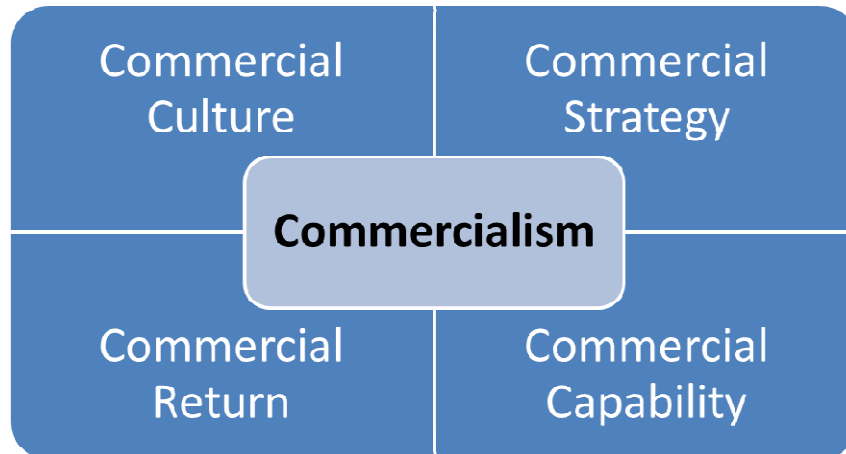 Commercial
Culture
Commercial
Strategy
Commercialism
Commercial
Return
Commercial
Capability